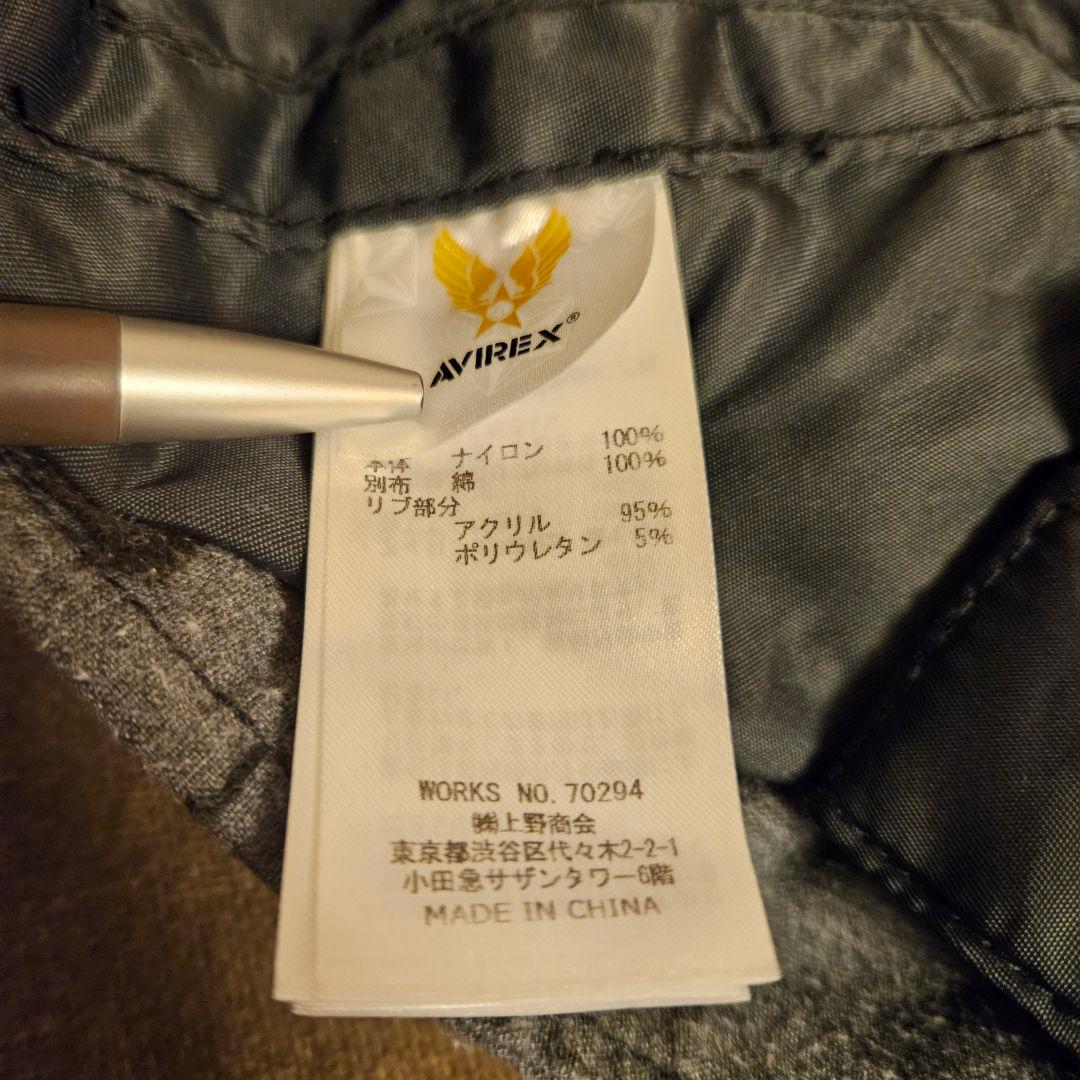 AVIREX®
本体 ナイロン 100%
別布 綿 100%
リブ部分
アクリル 95%
ポリウレタン 5%
WORKS NO. 70294
㈱上野商会
東京都渋谷区代々木2-2-1
小田急サザンタワー6階
MADE IN CHINA